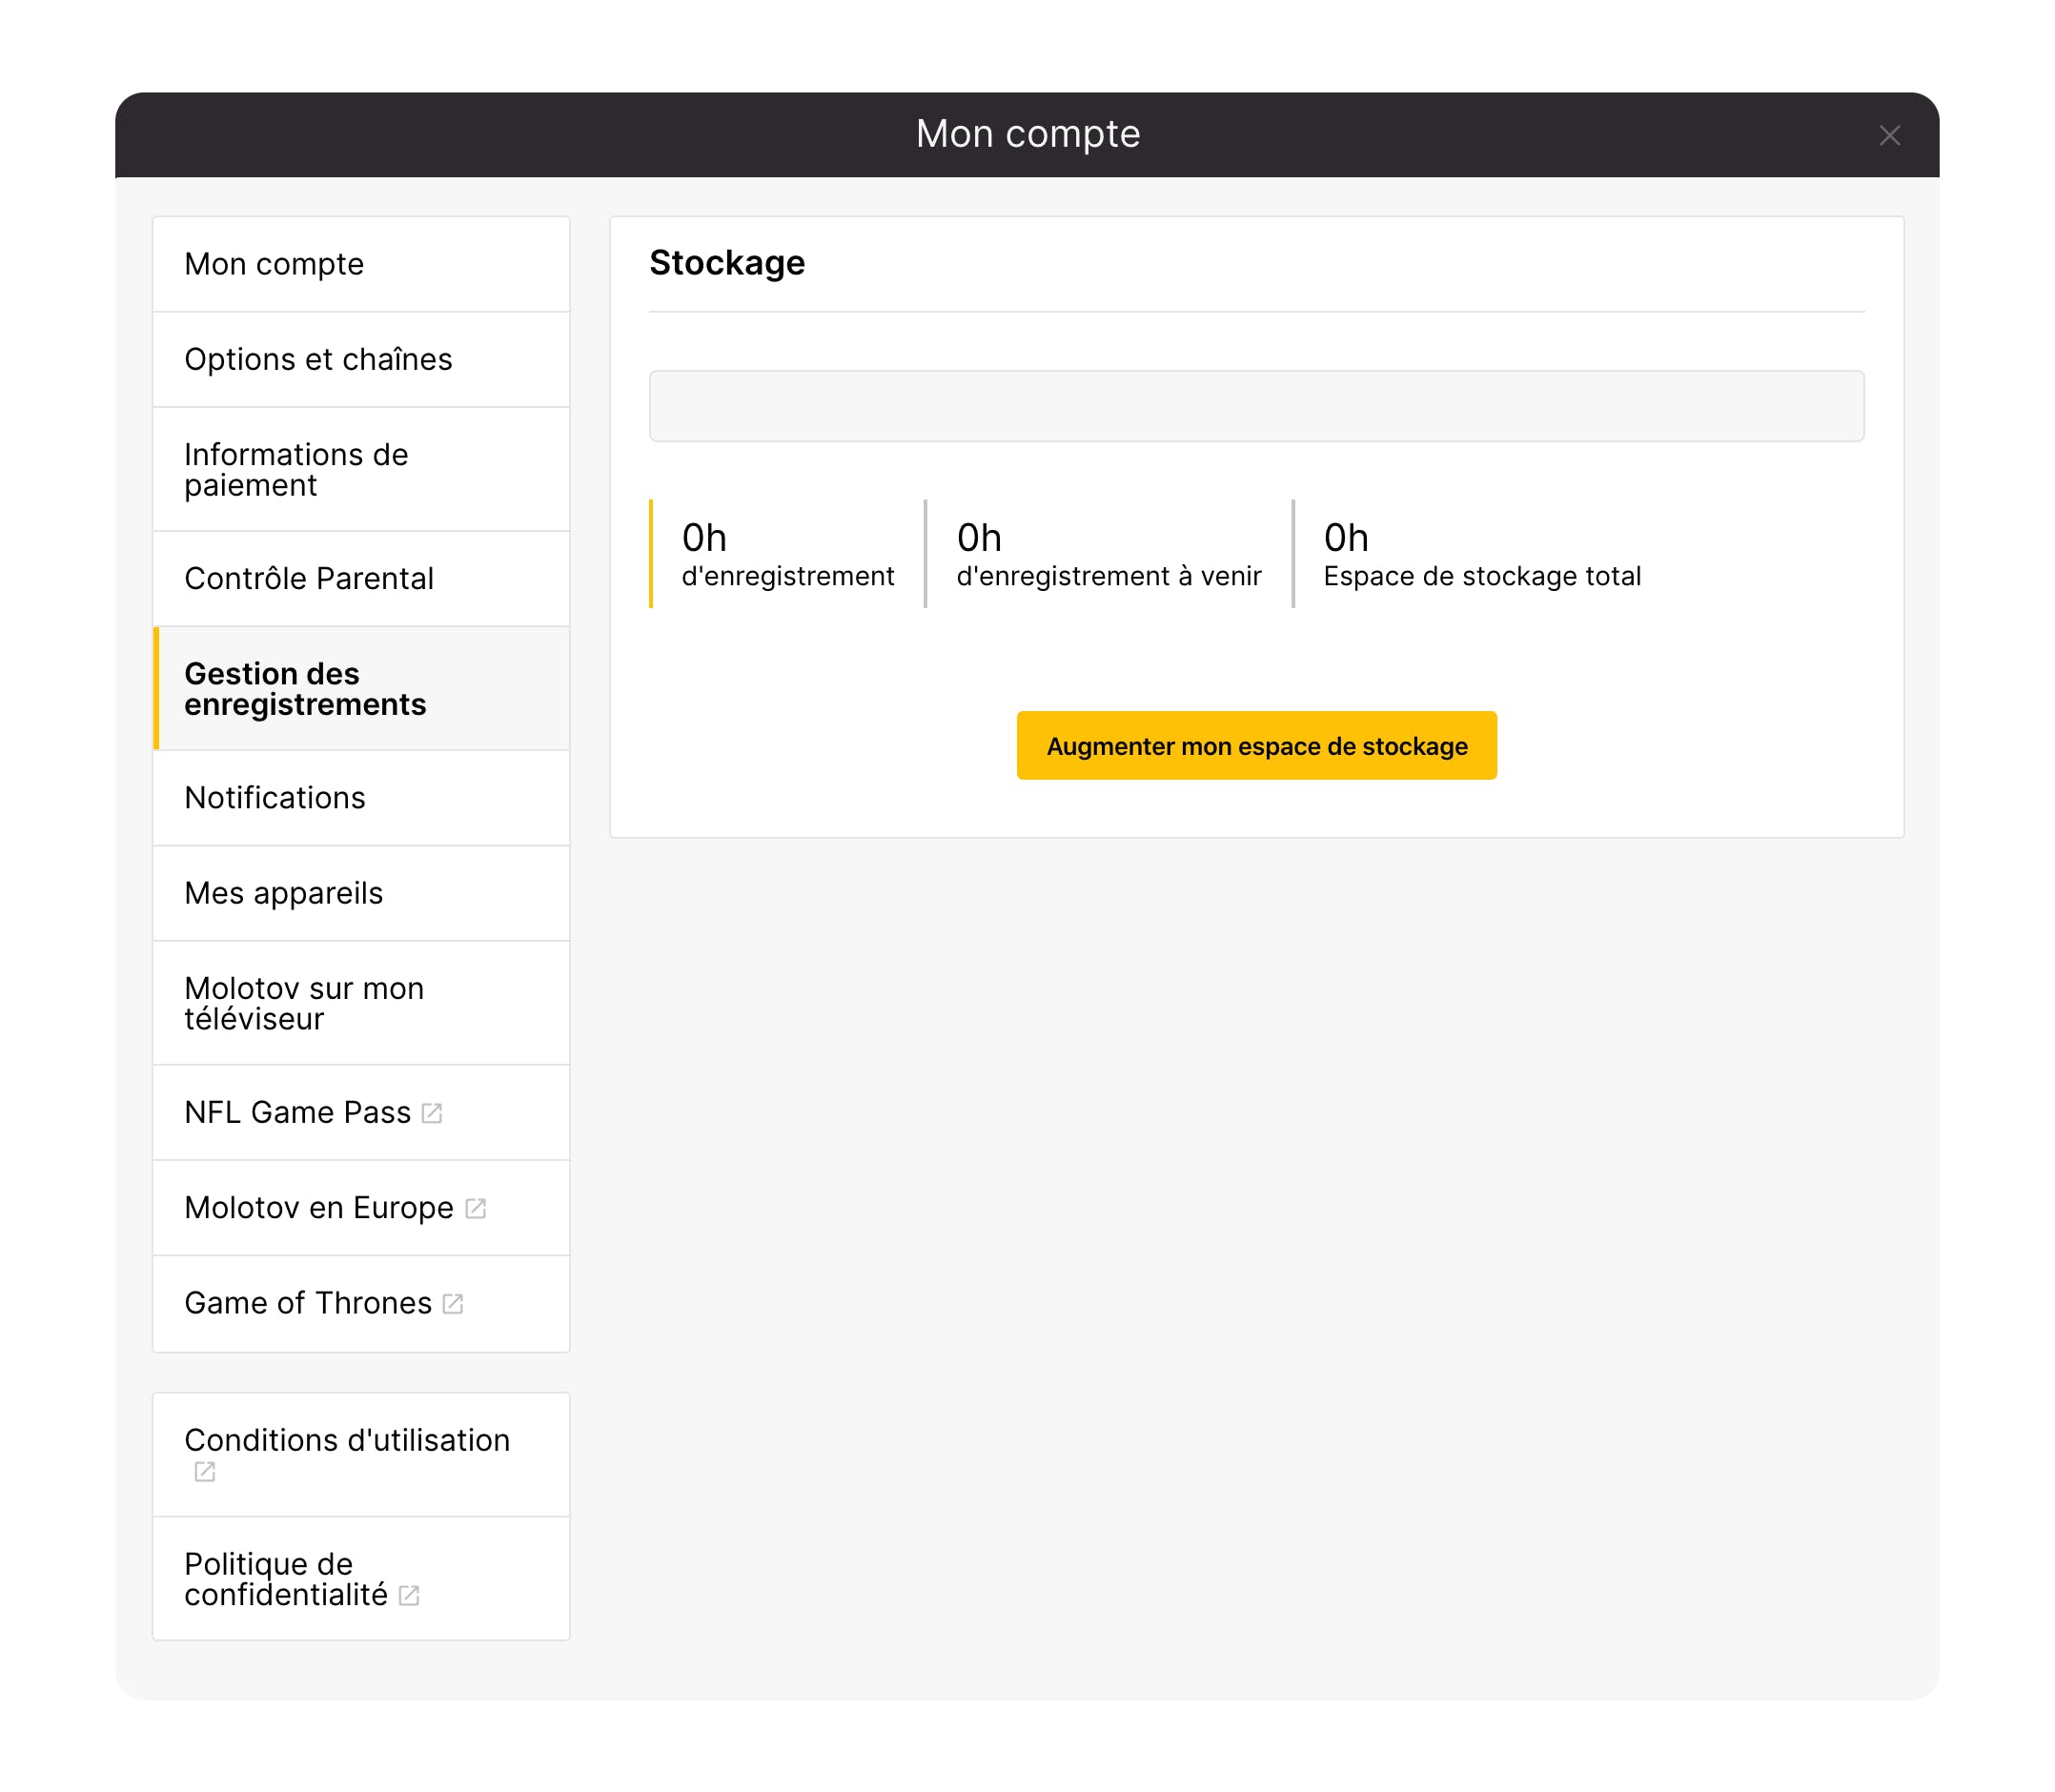 Mon compte
Mon compte
Options et chaînes
Informations de
paiement
Contrôle Parental
Gestion des
enregistrements
Notifications
Mes appareils
Molotov sur mon
téléviseur
NFL Game Pass
Molotov en Europe
Game of Thrones
Conditions d'utilisation
Politique de
confidentialité
Stockage
0h
d'enregistrement
0h
d'enregistrement à venir
0h
Espace de stockage total
Augmenter mon espace de stockage